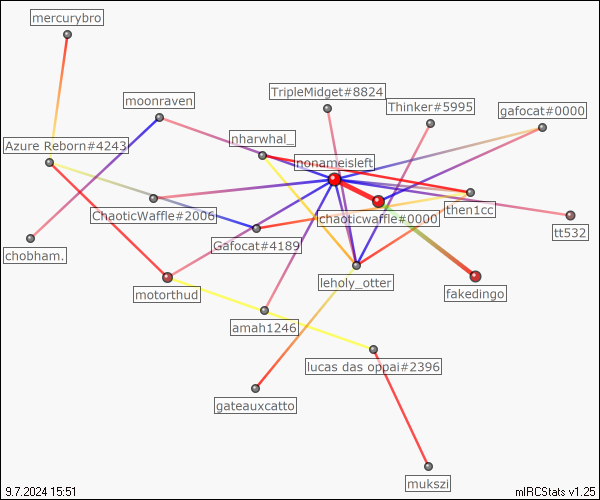 mercurybro
TripleMidget#8824
moonraven
Thinker#5995
gafocat#0000
nharwhal_
Azure Reborn#4243
nonameisleft
ChaoticWaffle#2006
chaoticwaffle#0000
then1cc
tt532
Gafocat#4189
chobham.
leholy_otter
motorthud
fakedingo
amah1246
lucas das oppai#2396
gateauxcatto
mukszi
9.7.2024 15:51
mIRCStats v1.25